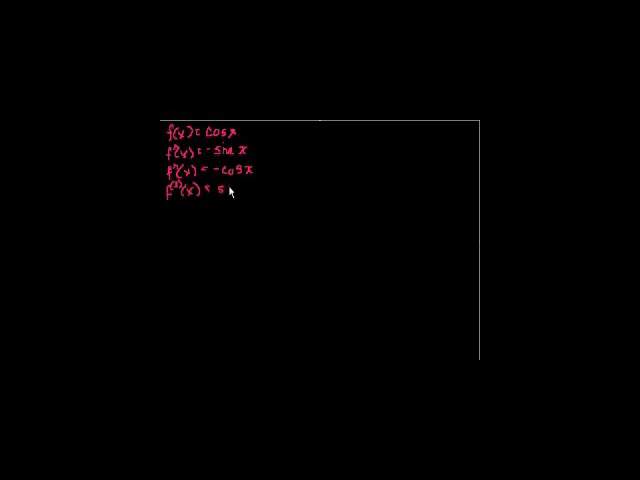 f(x) = cos x
f'(x) = -sin x
f''(x) = -cos x
f^(3)(x) = s